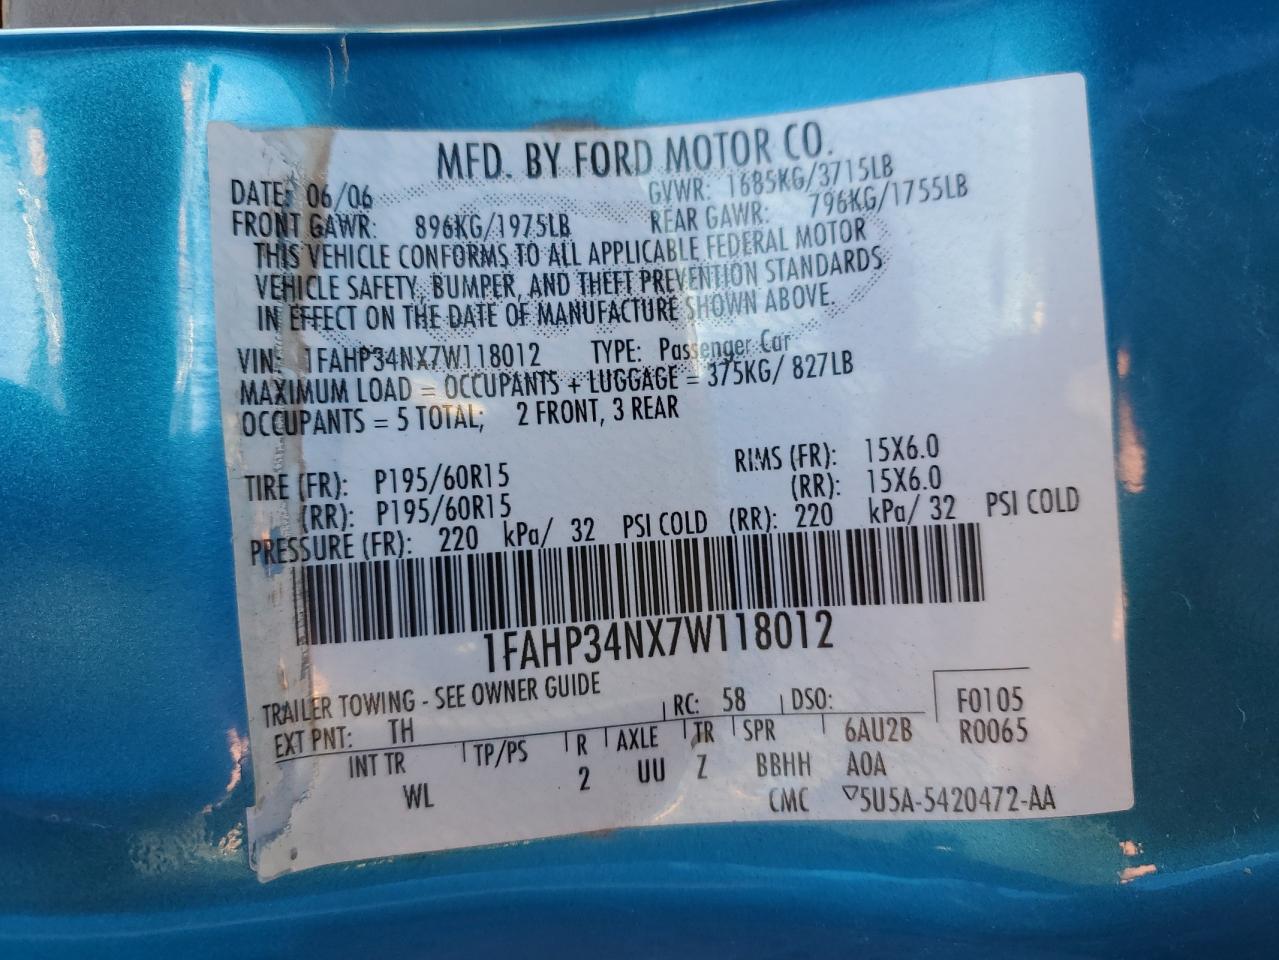 MFD. BY FORD MOTOR CO.
DATE: 06/06 GVWR: 1685KG/3715LB
FRONT GAWR: 896KG/1975LB REAR GAWR: 796KG/1755LB
THIS VEHICLE CONFORMS TO ALL APPLICABLE FEDERAL MOTOR
VEHICLE SAFETY, BUMPER, AND THEFT PREVENTION STANDARDS
IN EFFECT ON THE DATE OF MANUFACTURE SHOWN ABOVE.
VIN: 1FAHP34NX7W118012 TYPE: Passenger Car
MAXIMUM LOAD = OCCUPANTS + LUGGAGE = 375KG/ 827LB
OCCUPANTS = 5 TOTAL; 2 FRONT, 3 REAR
TIRE (FR): P195/60R15 RIMS (FR): 15X6.0
(RR): P195/60R15 (RR): 15X6.0
PRESSURE (FR): 220 kPa/ 32 PSI COLD (RR): 220 kPa/ 32 PSI COLD
1FAHP34NX7W118012
TRAILER TOWING - SEE OWNER GUIDE
EXT PNT: TH RC: 58 DSO: F0105
INT TR TP/PS R AXLE TR SPR 6AU2B R0065
WL 2 UU Z BBHH A0A
CMC ▽5U5A-5420472-AA